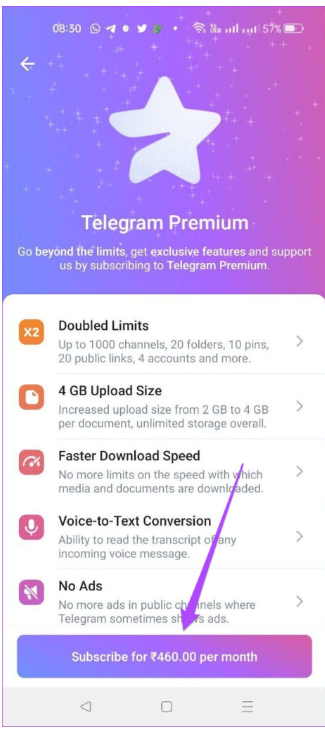 08:30 57%
Telegram Premium
Go beyond the limits, get exclusive features and support
us by subscribing to Telegram Premium.
X2
Doubled Limits
Up to 1000 channels, 20 folders, 10 pins,
20 public links, 4 accounts and more.
4 GB Upload Size
Increased upload size from 2 GB to 4 GB
per document, unlimited storage overall.
Faster Download Speed
No more limits on the speed with which
media and documents are downloaded.
Voice-to-Text Conversion
Ability to read the transcript of any
incoming voice message.
No Ads
No more ads in public channels where
Telegram sometimes shows ads.
Subscribe for ₹460.00 per month